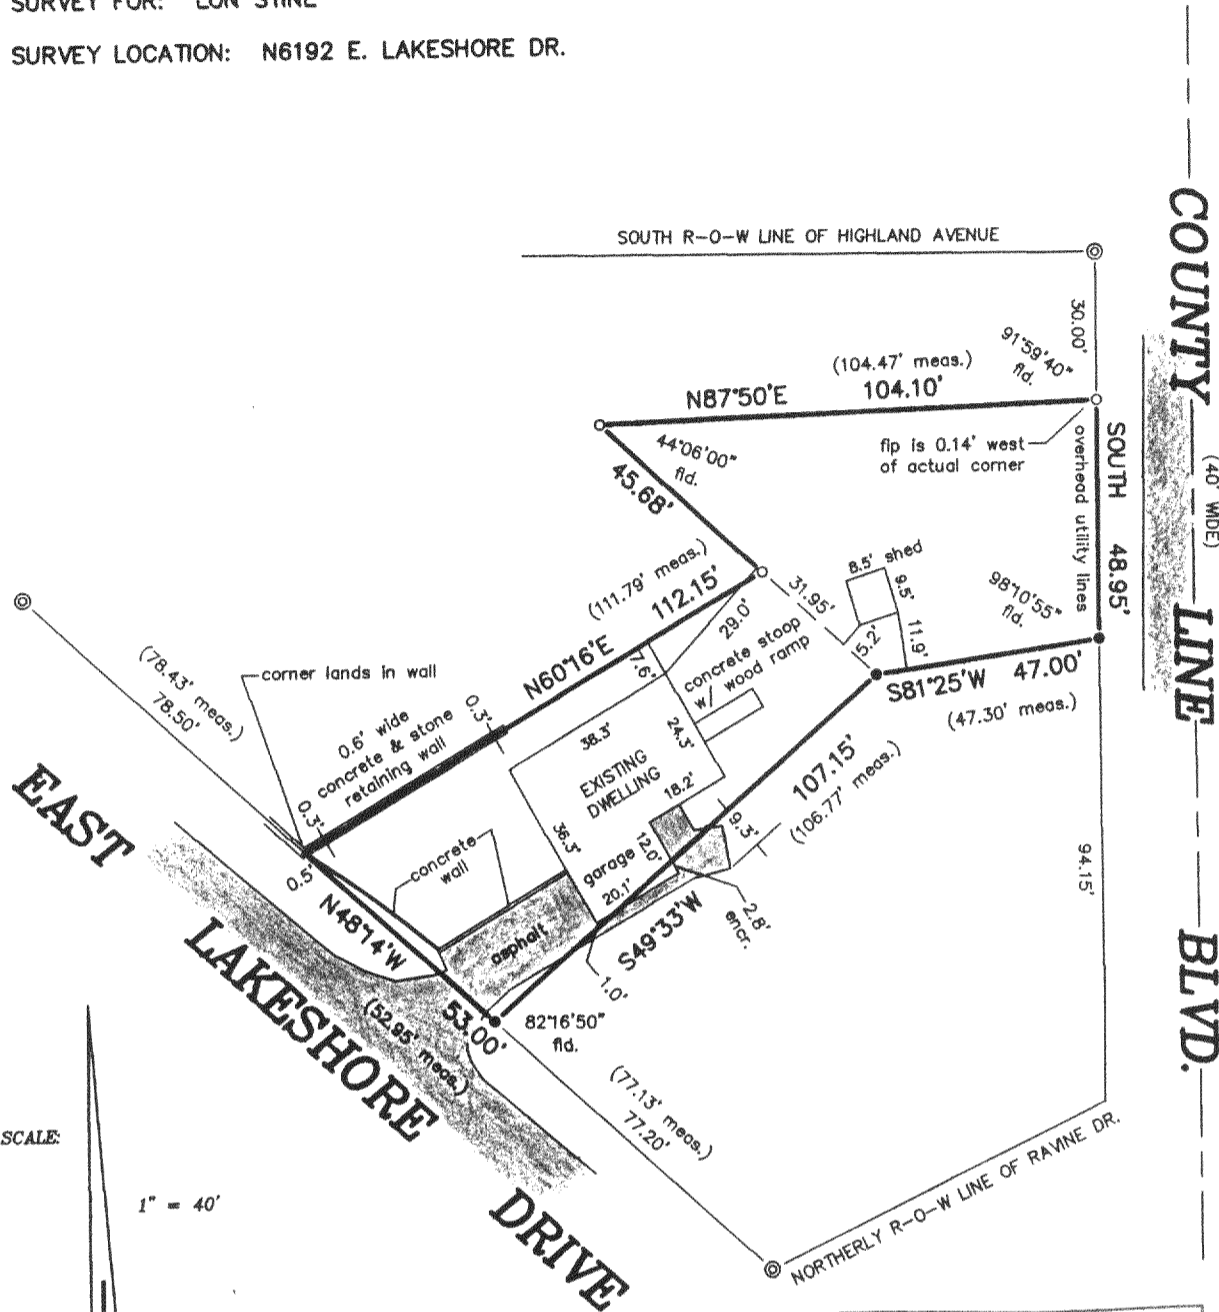 SURVEY FOR: LON STINE
SURVEY LOCATION: N6192 E. LAKESHORE DR.
SOUTH R-O-W LINE OF HIGHLAND AVENUE
30.00'
91°59'40"
fld.
(104.47' meas.)
N87°50'E 104.10'
fip is 0.14' west
of actual corner
44°06'00"
fld.
45.68'
SOUTH 48.95'
overhead utility lines
COUNTY LINE BLVD.
(40' WIDE)
(111.79' meas.)
N60°16'E 112.15'
31.95'
8.5' shed
9.5'
11.9'
15.2'
98°10'55"
fld.
S81°25'W 47.00'
(47.30' meas.)
29.0'
7.6'
concrete stoop
w/ wood ramp
corner lands in wall
(78.43' meas.)
78.50'
0.3'
0.6' wide
concrete & stone
retaining wall
0.3'
0.5'
38.3'
24.3'
EXISTING
DWELLING
18.2'
36.3'
garage
12.0'
20.1'
9.3'
107.15'
(106.77' meas.)
S49°33'W
2.8'
encr.
1.0'
concrete
wall
asphalt
N48°14'W 53.00'
(52.95' meas.)
82°16'50"
fld.
94.15'
(77.13' meas.)
77.20'
NORTHERLY R-O-W LINE OF RAVINE DR.
EAST LAKESHORE DRIVE
SCALE:
1" = 40'